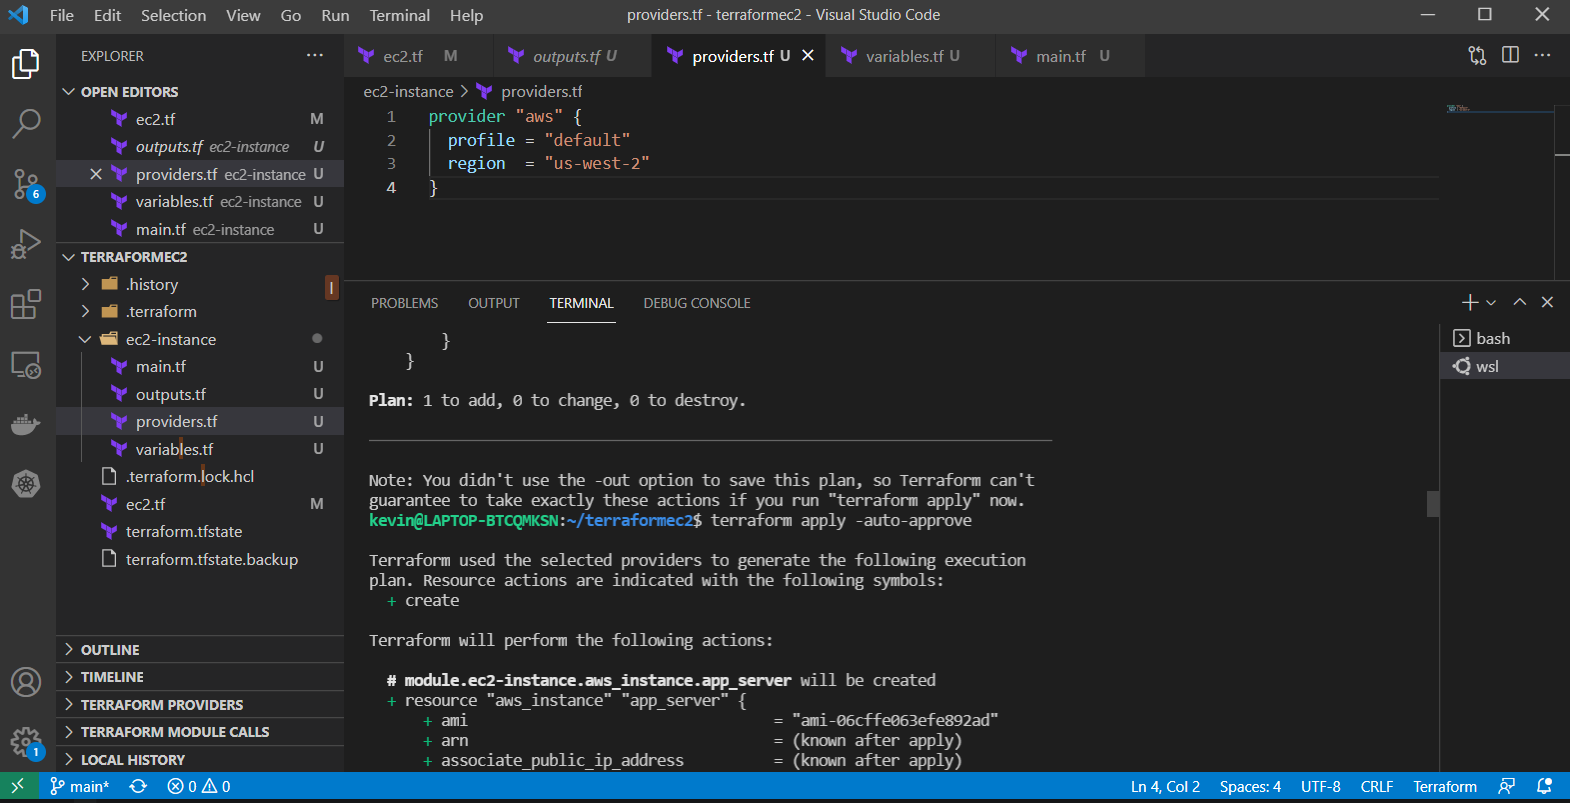 File Edit Selection View Go Run Terminal Help
providers.tf - terraformec2 - Visual Studio Code
EXPLORER
OPEN EDITORS
ec2.tf M
outputs.tf ec2-instance U
providers.tf ec2-instance U
variables.tf ec2-instance U
main.tf ec2-instance U
TERRAFORMEC2
.history
.terraform
ec2-instance
main.tf U
outputs.tf U
providers.tf U
variables.tf U
.terraform.lock.hcl
ec2.tf M
terraform.tfstate
terraform.tfstate.backup
OUTLINE
TIMELINE
TERRAFORM PROVIDERS
TERRAFORM MODULE CALLS
LOCAL HISTORY
6
1
ec2.tf M outputs.tf U providers.tf U variables.tf U main.tf U
ec2-instance > providers.tf
1 provider "aws" {
2 profile = "default"
3 region  = "us-west-2"
4 }
PROBLEMS OUTPUT TERMINAL DEBUG CONSOLE
bash
wsl
}
}
Plan: 1 to add, 0 to change, 0 to destroy.
Note: You didn't use the -out option to save this plan, so Terraform can't
guarantee to take exactly these actions if you run "terraform apply" now.
kevin@LAPTOP-BTCQMKSN:~/terraformec2$ terraform apply -auto-approve
Terraform used the selected providers to generate the following execution
plan. Resource actions are indicated with the following symbols:
+ create
Terraform will perform the following actions:
# module.ec2-instance.aws_instance.app_server will be created
+ resource "aws_instance" "app_server" {
+ ami = "ami-06cffe063efe892ad"
+ arn = (known after apply)
+ associate_public_ip_address = (known after apply)
main* 0 0 Ln 4, Col 2 Spaces: 4 UTF-8 CRLF Terraform